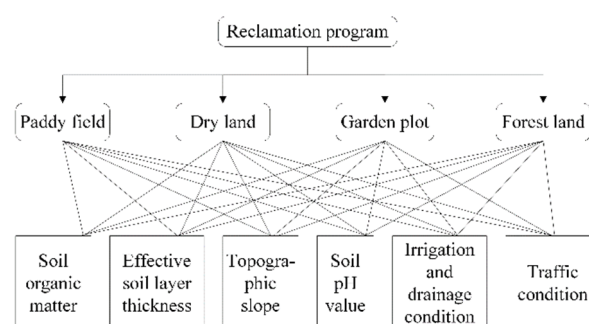 Reclamation program
Paddy field
Dry land
Garden plot
Forest land
Soil
organic
matter
Effective
soil layer
thickness
Topogra-
phic
slope
Soil
pH
value
Irrigation
and
drainage
condition
Traffic
condition